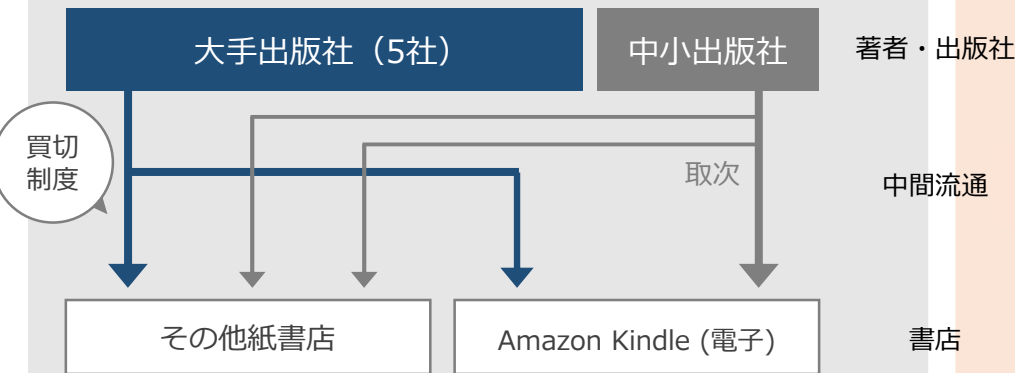 大手出版社（5社）
中小出版社
著者・出版社
買切
制度
取次
中間流通
その他紙書店
Amazon Kindle (電子)
書店